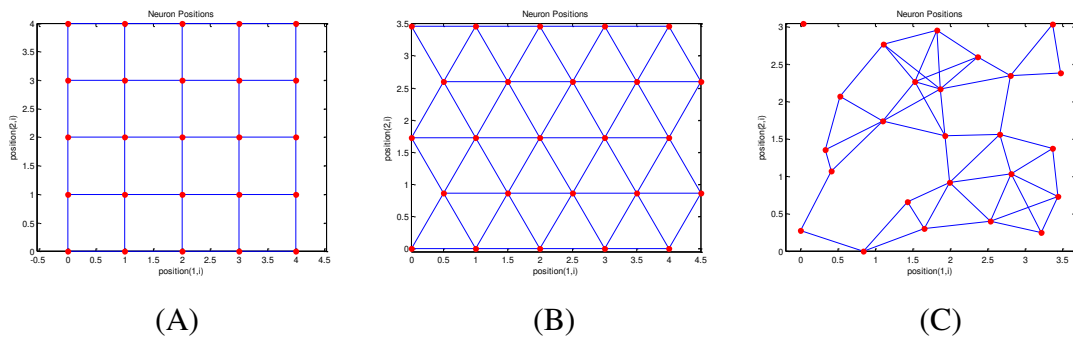 Neuron Positions
4
3.5
3
2.5
2
1.5
1
0.5
0
-0.5 0 0.5 1 1.5 2 2.5 3 3.5 4 4.5
position(1,i)
position(2,i)
(A)
Neuron Positions
3.5
3
2.5
2
1.5
1
0.5
0
0 0.5 1 1.5 2 2.5 3 3.5 4 4.5
position(1,i)
position(2,i)
(B)
Neuron Positions
3
2.5
2
1.5
1
0.5
0
0 0.5 1 1.5 2 2.5 3 3.5
position(1,i)
position(2,i)
(C)